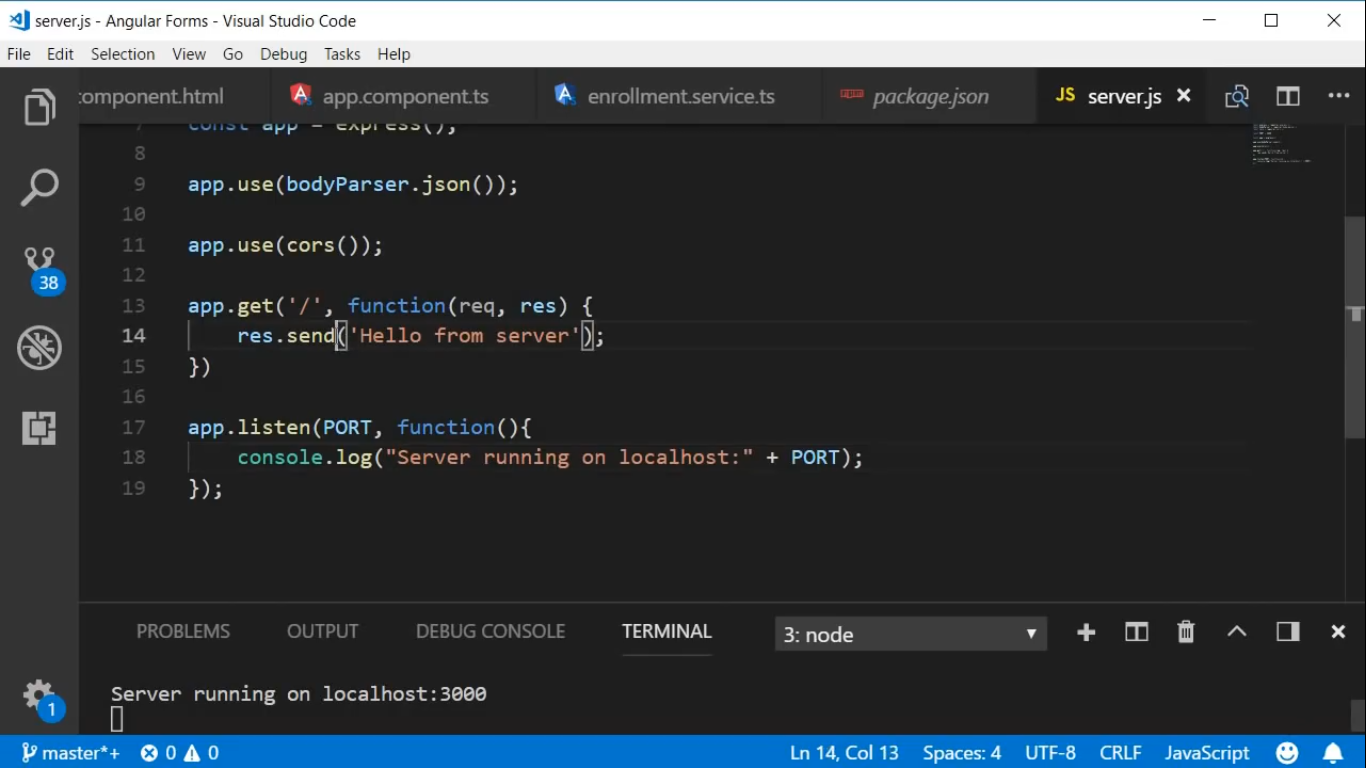 server.js - Angular Forms - Visual Studio Code
File Edit Selection View Go Debug Tasks Help
component.html app.component.ts enrollment.service.ts package.json JS server.js
7 const app = express();
8
9 app.use(bodyParser.json());
10
11 app.use(cors());
12
13 app.get('/', function(req, res) {
14 res.send('Hello from server');
15 })
16
17 app.listen(PORT, function(){
18 console.log("Server running on localhost:" + PORT);
19 });
38
PROBLEMS OUTPUT DEBUG CONSOLE TERMINAL 3: node
Server running on localhost:3000
1
master*+ 0 0 Ln 14, Col 13 Spaces: 4 UTF-8 CRLF JavaScript